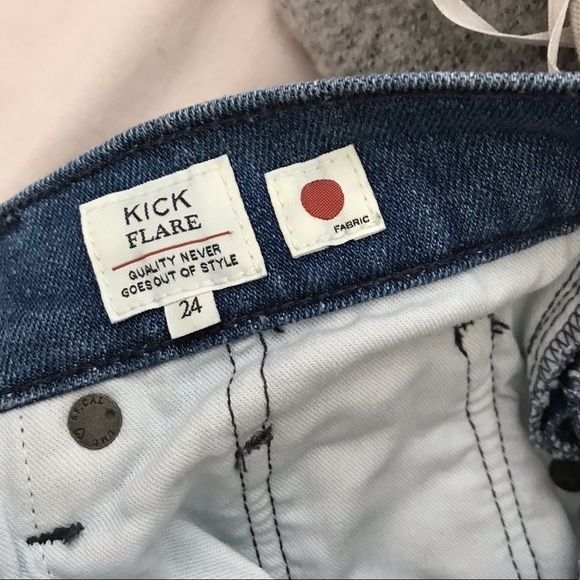 KICK
FLARE
QUALITY NEVER
GOES OUT OF STYLE
24
FABRIC